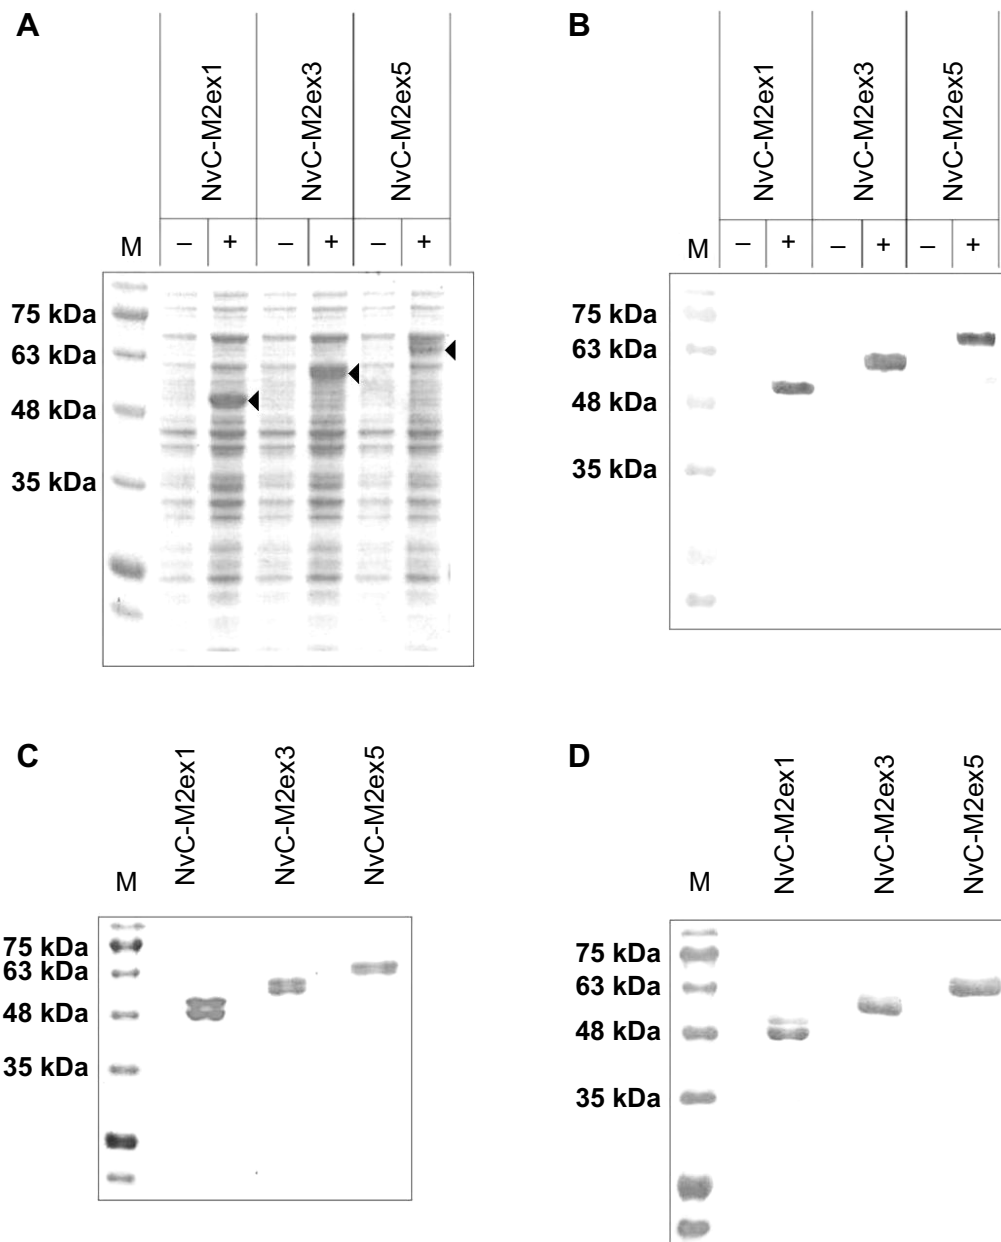 A
NvC-M2ex1
NvC-M2ex3
NvC-M2ex5
M – + – + – +
75 kDa
63 kDa
48 kDa
35 kDa
B
NvC-M2ex1
NvC-M2ex3
NvC-M2ex5
M – + – + – +
75 kDa
63 kDa
48 kDa
35 kDa
C
NvC-M2ex1
NvC-M2ex3
NvC-M2ex5
M
75 kDa
63 kDa
48 kDa
35 kDa
D
NvC-M2ex1
NvC-M2ex3
NvC-M2ex5
M
75 kDa
63 kDa
48 kDa
35 kDa